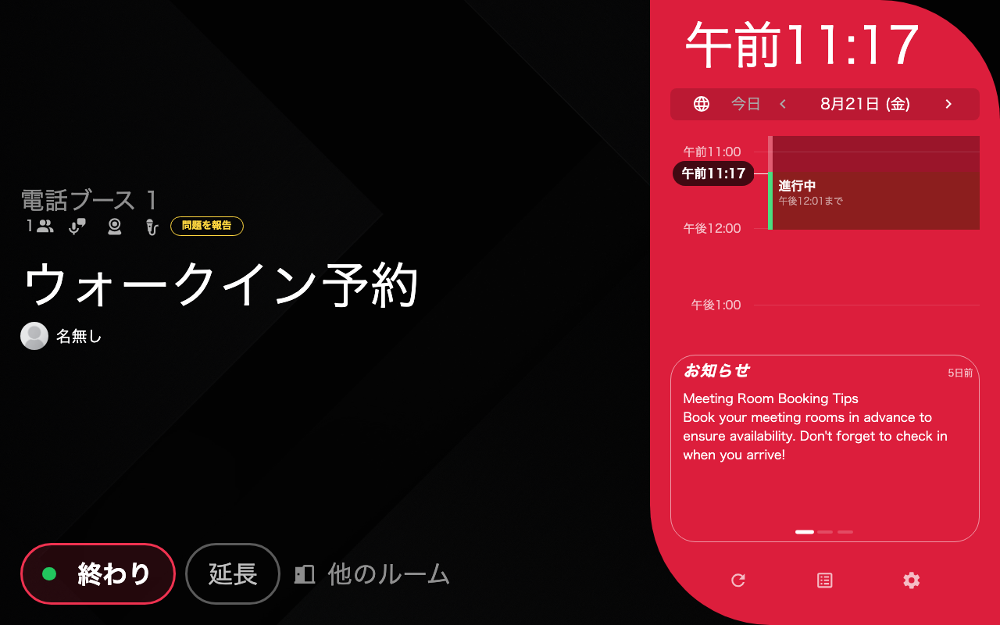 電話ブース 1
1
問題を報告
ウォークイン予約
名無し
終わり
延長
他のルーム
午前11:17
今日
8月21日 (金)
午前11:00
午前11:17
進行中
午後12:01まで
午後12:00
午後1:00
お知らせ
5日前
Meeting Room Booking Tips
Book your meeting rooms in advance to
ensure availability. Don't forget to check in
when you arrive!